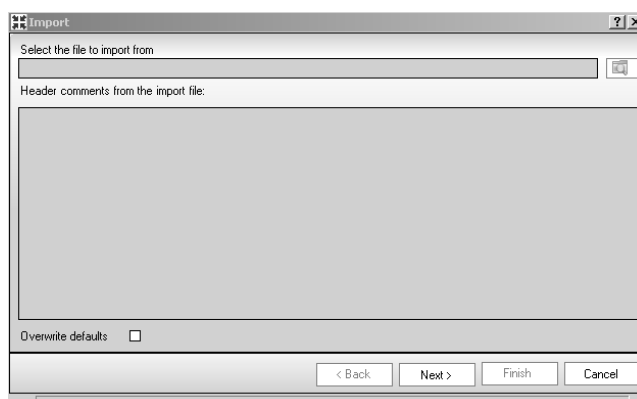 Import
Select the file to import from
Header comments from the import file:
Overwrite defaults
< Back Next > Finish Cancel